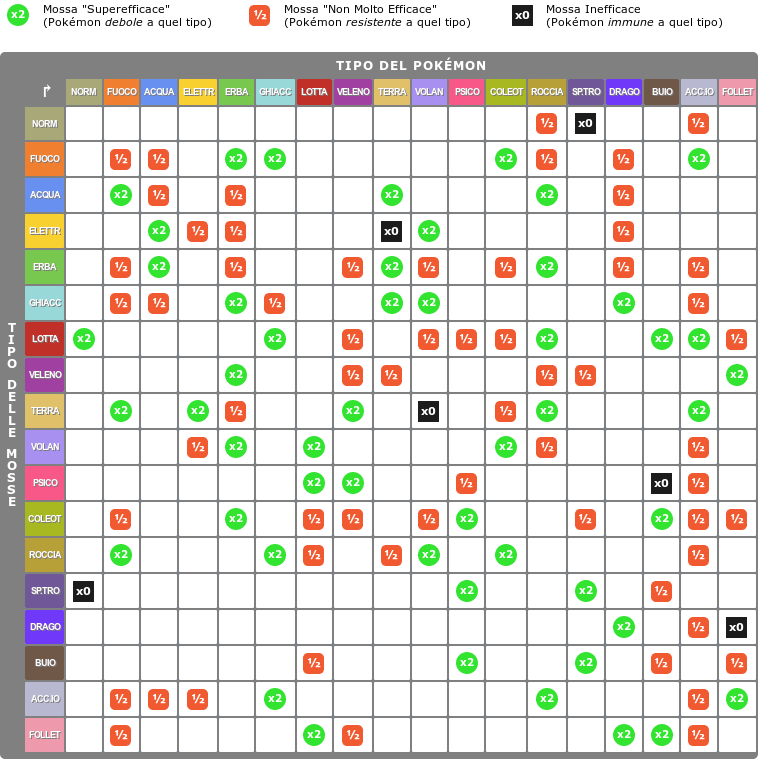 x2 Mossa "Superefficace" ½ Mossa "Non Molto Efficace" x0 Mossa Inefficace
(Pokémon debole a quel tipo) (Pokémon resistente a quel tipo) (Pokémon immune a quel tipo)
TIPO DEL POKÉMON
↱ NORM FUOCO ACQUA ELETTR ERBA GHIACC LOTTA VELENO TERRA VOLAN PSICO COLEOT ROCCIA SP.TRO DRAGO BUIO ACC.IO FOLLET
TIPO DELLE MOSSE
NORM ½ x0 ½
FUOCO ½ ½ x2 x2 x2 ½ ½ x2
ACQUA x2 ½ ½ x2 x2 ½
ELETTR x2 ½ ½ x0 x2 ½
ERBA ½ x2 ½ ½ x2 ½ ½ x2 ½ ½
GHIACC ½ ½ x2 ½ x2 x2 x2 ½
LOTTA x2 x2 ½ ½ ½ ½ x2 x2 x2 ½
VELENO x2 ½ ½ ½ ½ x2
TERRA x2 x2 ½ x2 x0 ½ x2 x2
VOLAN ½ x2 x2 x2 ½ ½
PSICO x2 x2 ½ x0 ½
COLEOT ½ x2 ½ ½ ½ x2 ½ x2 ½ ½
ROCCIA x2 x2 ½ ½ x2 x2 ½
SP.TRO x0 x2 x2 ½
DRAGO x2 ½ x0
BUIO ½ x2 x2 ½ ½
ACC.IO ½ ½ ½ x2 x2 ½ x2
FOLLET ½ x2 ½ x2 x2 ½